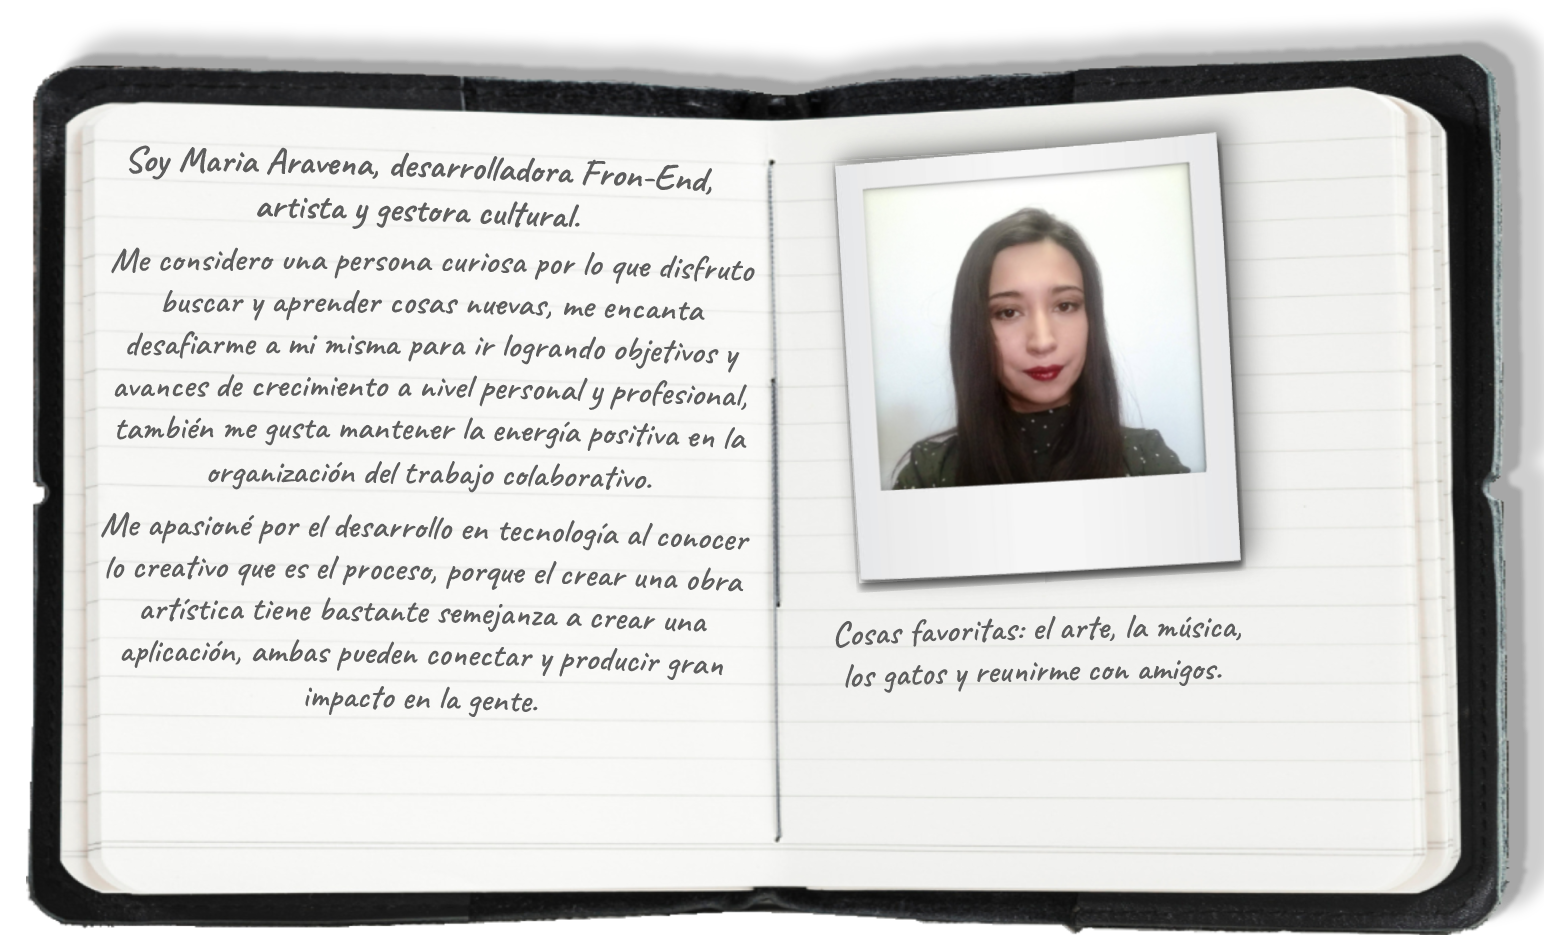 Soy Maria Aravena, desarrolladora Fron-End,
artista y gestora cultural.
Me considero una persona curiosa por lo que disfruto
buscar y aprender cosas nuevas, me encanta
desafiarme a mi misma para ir logrando objetivos y
avances de crecimiento a nivel personal y profesional,
también me gusta mantener la energía positiva en la
organización del trabajo colaborativo.
Me apasioné por el desarrollo en tecnología al conocer
lo creativo que es el proceso, porque el crear una obra
artística tiene bastante semejanza a crear una
aplicación, ambas pueden conectar y producir gran
impacto en la gente.
Cosas favoritas: el arte, la música,
los gatos y reunirme con amigos.